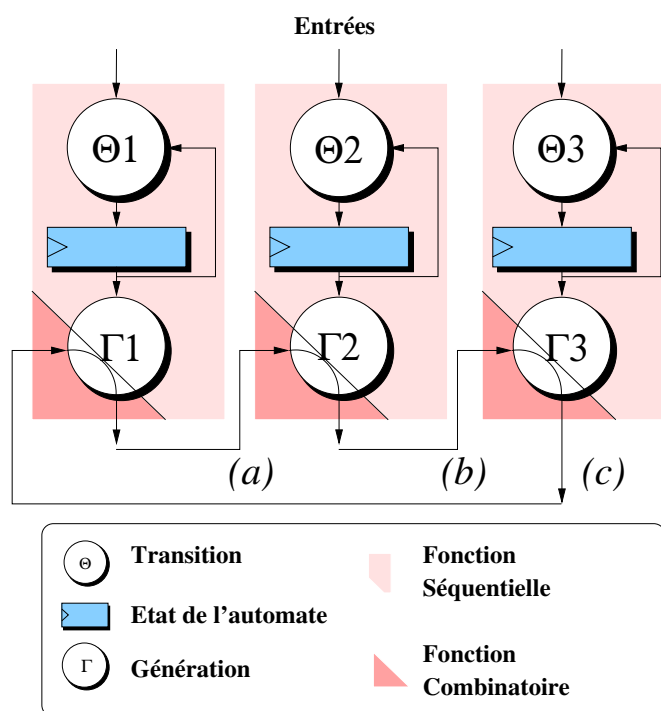 Entrées
Θ1 Θ2 Θ3
Γ1 Γ2 Γ3
(a) (b) (c)
Θ Transition
Fonction
Séquentielle
Etat de l'automate
Γ Génération
Fonction
Combinatoire